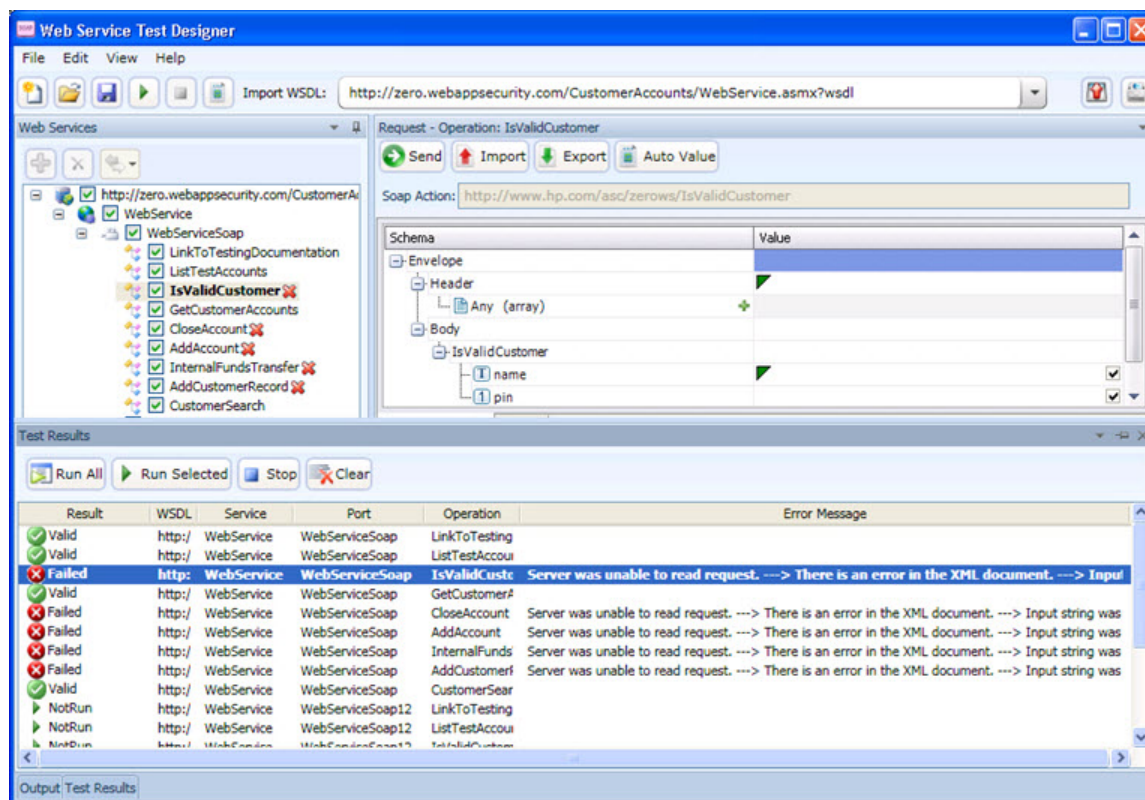 Web Service Test Designer
File Edit View Help
Import WSDL: http://zero.webappsecurity.com/CustomerAccounts/WebService.asmx?wsdl
Web Services
Request - Operation: IsValidCustomer
Send Import Export Auto Value
Soap Action: http://www.hp.com/asc/zerows/IsValidCustomer
http://zero.webappsecurity.com/CustomerA
WebService
WebServiceSoap
LinkToTestingDocumentation
ListTestAccounts
IsValidCustomer
GetCustomerAccounts
CloseAccount
AddAccount
InternalFundsTransfer
AddCustomerRecord
CustomerSearch
Schema Value
Envelope
Header
Any (array)
Body
IsValidCustomer
T name
1 pin
Test Results
Run All Run Selected Stop Clear
Result WSDL Service Port Operation Error Message
Valid http:/ WebService WebServiceSoap LinkToTesting
Valid http:/ WebService WebServiceSoap ListTestAccou
Failed http: WebService WebServiceSoap IsValidCusto Server was unable to read request. ---> There is an error in the XML document. ---> Input
Valid http:/ WebService WebServiceSoap GetCustomerA
Failed http:/ WebService WebServiceSoap CloseAccount Server was unable to read request. ---> There is an error in the XML document. ---> Input string was
Failed http:/ WebService WebServiceSoap AddAccount Server was unable to read request. ---> There is an error in the XML document. ---> Input string was
Failed http:/ WebService WebServiceSoap InternalFunds Server was unable to read request. ---> There is an error in the XML document. ---> Input string was
Failed http:/ WebService WebServiceSoap AddCustomerR Server was unable to read request. ---> There is an error in the XML document. ---> Input string was
Valid http:/ WebService WebServiceSoap CustomerSear
NotRun http:/ WebService WebServiceSoap12 LinkToTesting
NotRun http:/ WebService WebServiceSoap12 ListTestAccou
NotRun http:/ WebService WebServiceSoap12 IsValidCustom
Output Test Results